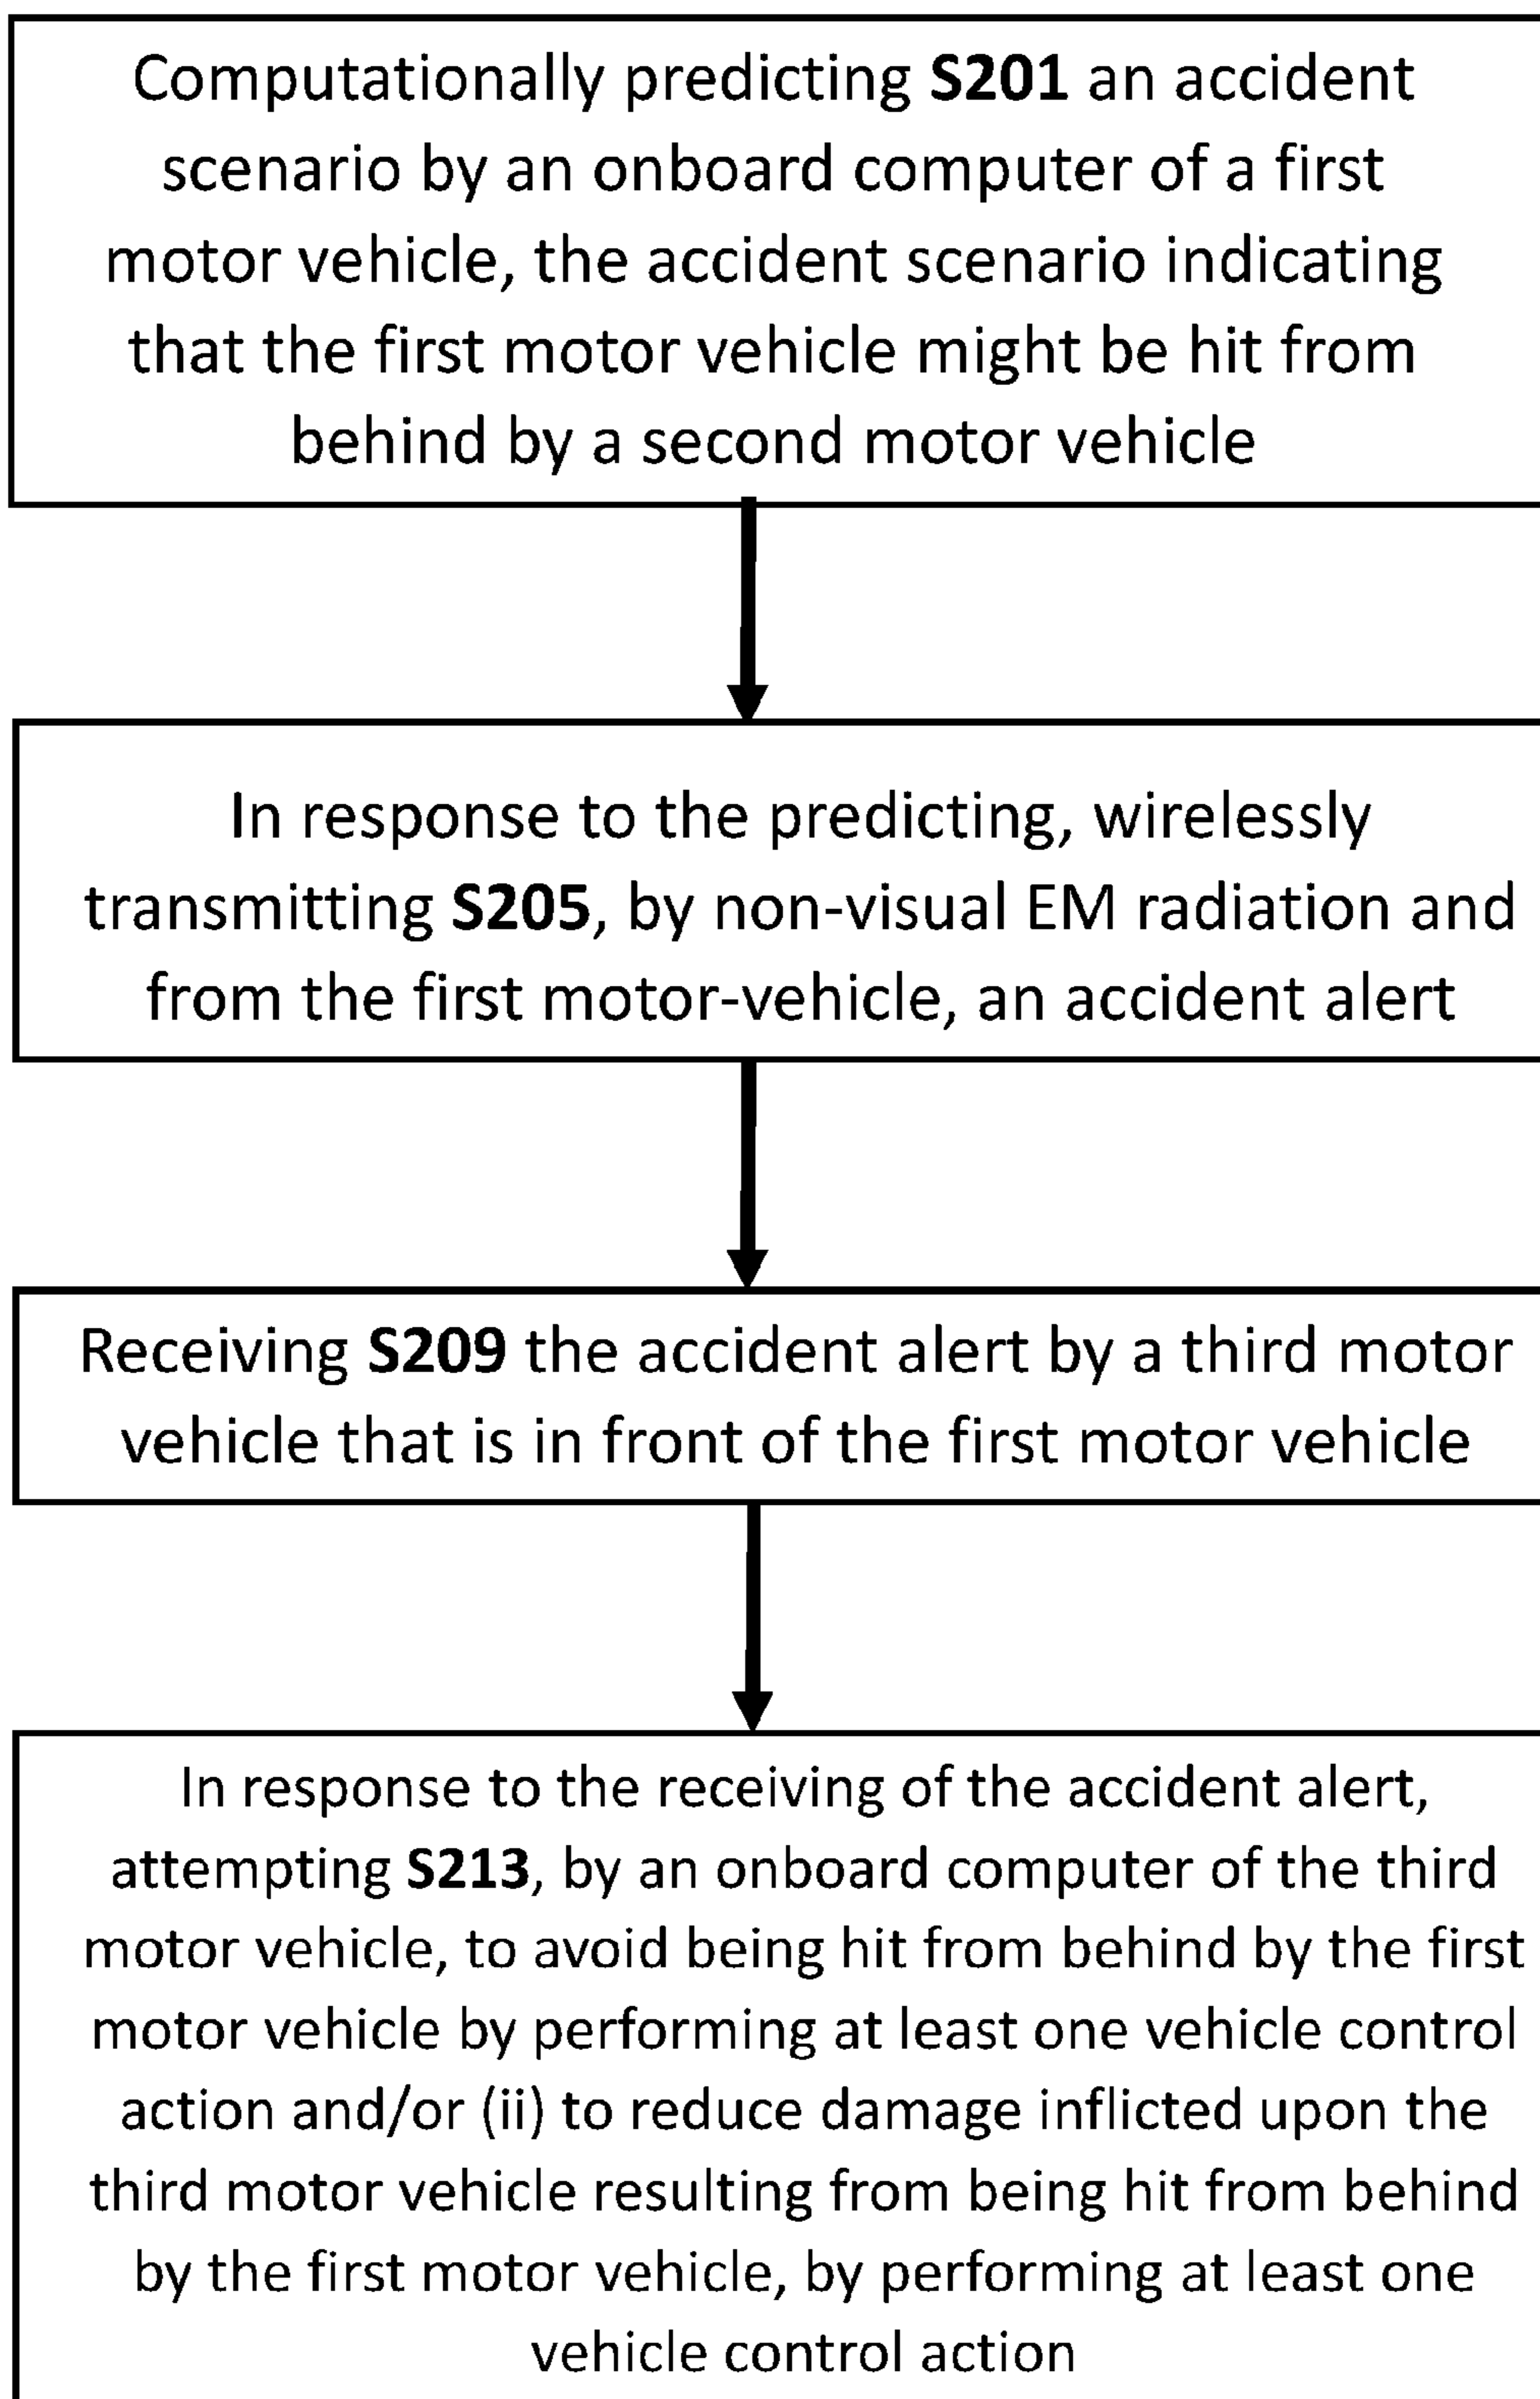 Computationally predicting S201 an accident
scenario by an onboard computer of a first
motor vehicle, the accident scenario indicating
that the first motor vehicle might be hit from
behind by a second motor vehicle
In response to the predicting, wirelessly
transmitting S205, by non-visual EM radiation and
from the first motor-vehicle, an accident alert
Receiving S209 the accident alert by a third motor
vehicle that is in front of the first motor vehicle
In response to the receiving of the accident alert,
attempting S213, by an onboard computer of the third
motor vehicle, to avoid being hit from behind by the first
motor vehicle by performing at least one vehicle control
action and/or (ii) to reduce damage inflicted upon the
third motor vehicle resulting from being hit from behind
by the first motor vehicle, by performing at least one
vehicle control action